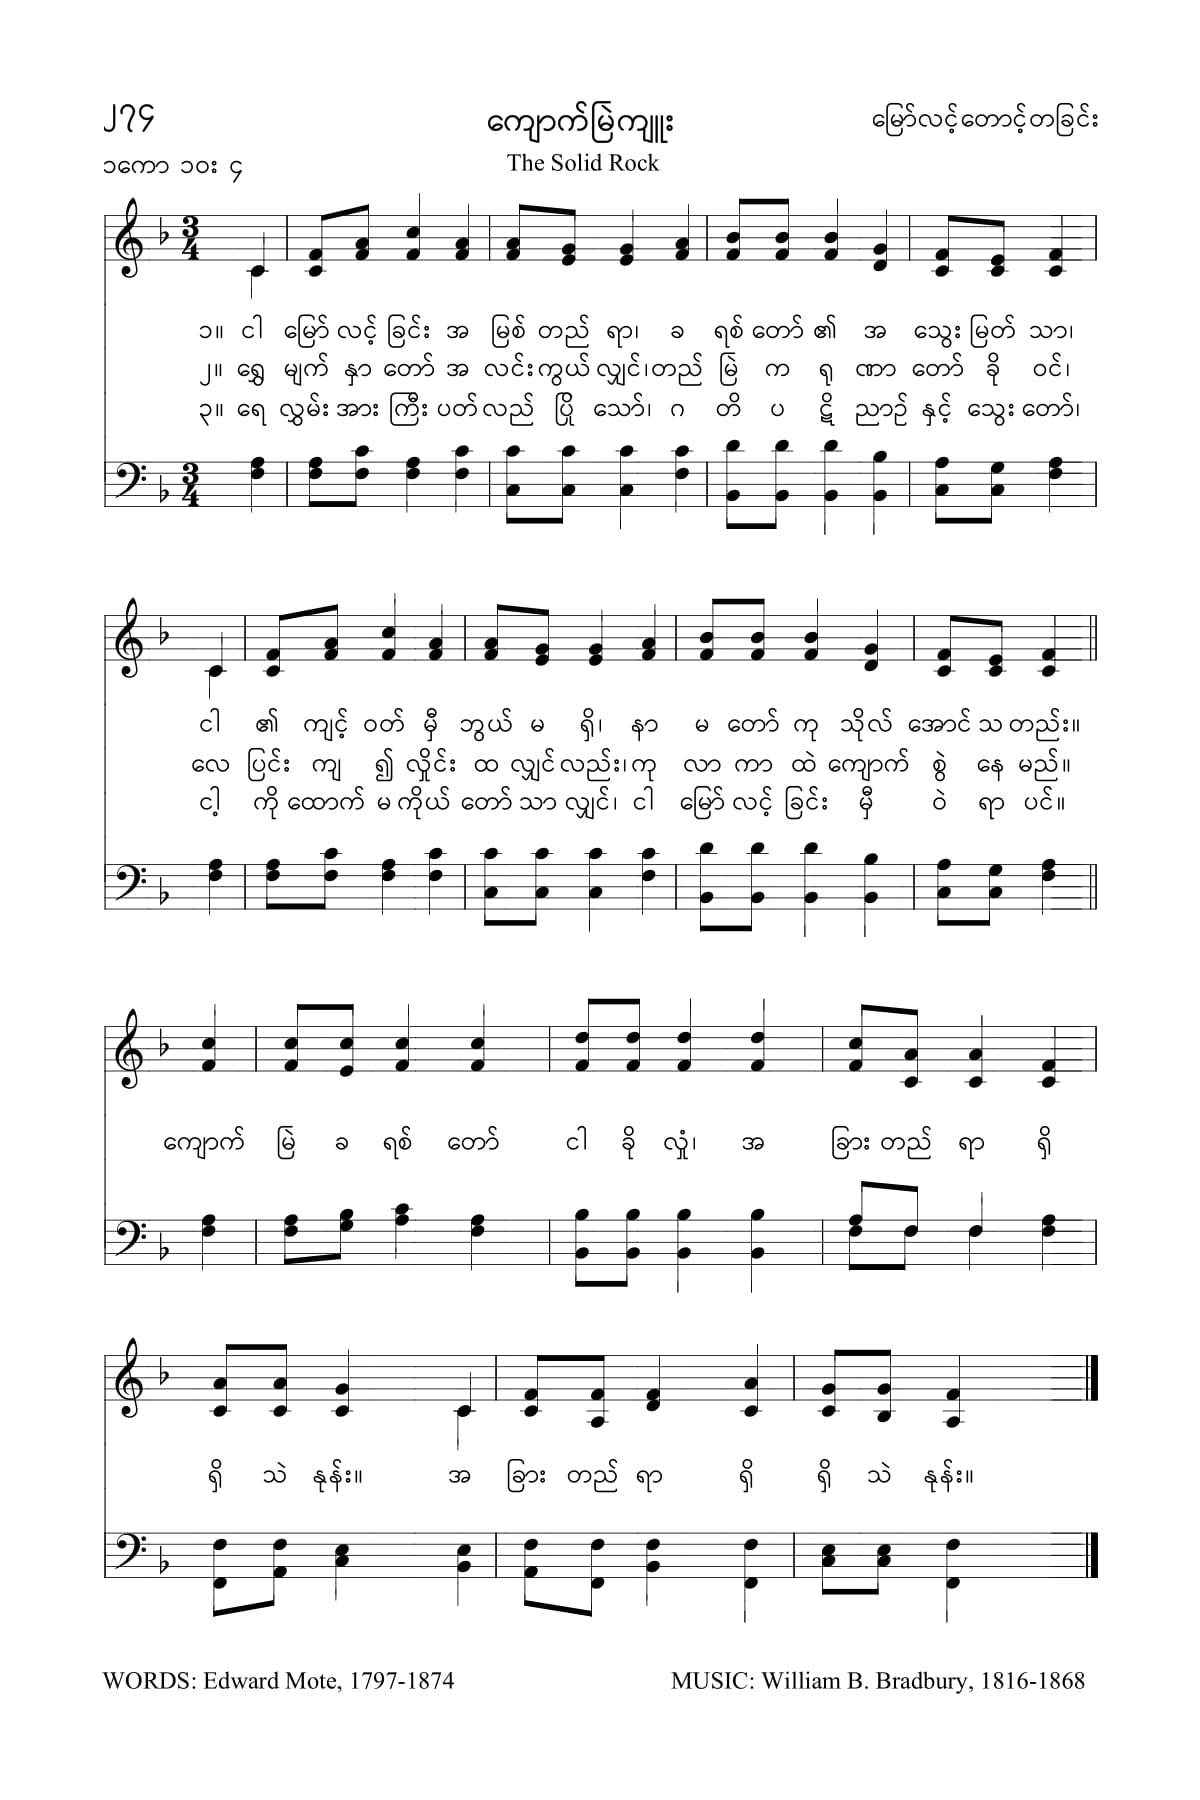 ၂၇၄ ကျောက်မြဲကျူး မြော်လင့်တောင့်တခြင်း
၁ကော ၁၀း ၄ The Solid Rock
၁။ ငါ မြော် လင့် ခြင်း အ မြစ် တည် ရာ၊ ခ ရစ် တော် ၏ အ သွေး မြတ် သာ၊
၂။ ရွှေ မျက် နှာ တော် အ လင်း ကွယ် လျှင်၊ တည် မြဲ က ရု ဏာ တော် ခို ဝင်၊
၃။ ရေ လွှမ်း အား ကြီး ပတ် လည် ပြို သော်၊ ဂ တိ ပ ဋိ ညာဉ် နှင့် သွေး တော်၊
ငါ ၏ ကျင့် ဝတ် မှီ ဘွယ် မ ရှိ၊ နာ မ တော် ကု သိုလ် အောင် သ တည်း။
လေ ပြင်း ကျ ၍ လှိုင်း ထ လျှင် လည်း၊ ကု လာ ကာ ထဲ ကျောက် စွဲ နေ မည်။
ငါ့ ကို ထောက် မ ကိုယ် တော် သာ လျှင်၊ ငါ မြော် လင့် ခြင်း မှီ ဝဲ ရာ ပင်။
ကျောက် မြဲ ခ ရစ် တော် ငါ ခို လှုံ၊ အ ခြား တည် ရာ ရှိ
ရှိ သဲ နုန်း။ အ ခြား တည် ရာ ရှိ ရှိ သဲ နုန်း။
WORDS: Edward Mote, 1797-1874 MUSIC: William B. Bradbury, 1816-1868